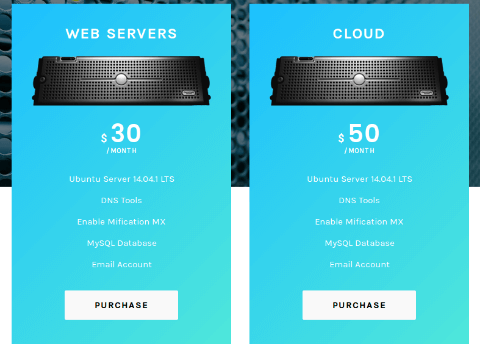 WEB SERVERS
$ 30
/ MONTH
Ubuntu Server 14.04.1 LTS
DNS Tools
Enable Mification MX
MySQL Database
Email Account
PURCHASE
CLOUD
$ 50
/ MONTH
Ubuntu Server 14.04.1 LTS
DNS Tools
Enable Mification MX
MySQL Database
Email Account
PURCHASE